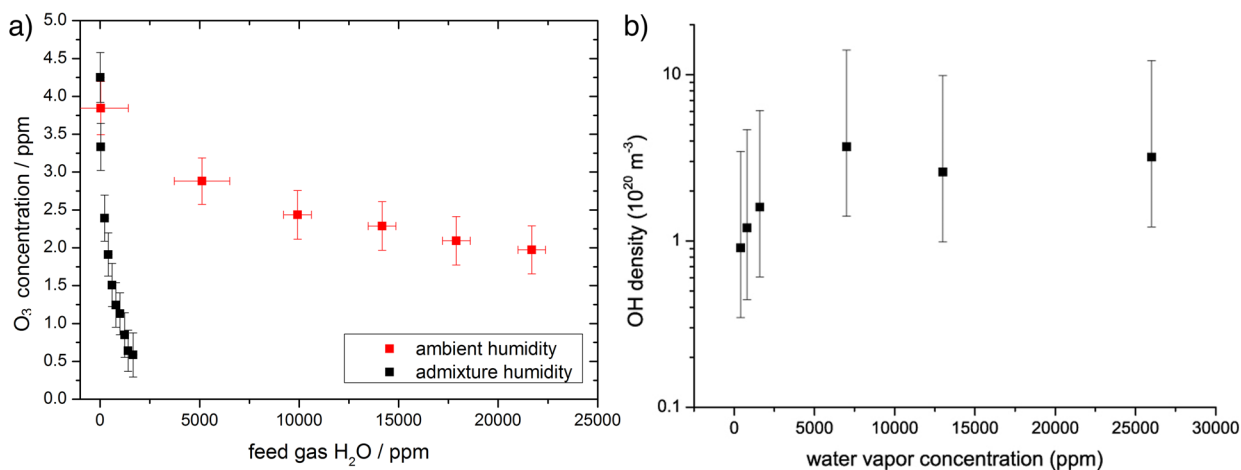 a)
5.0
4.5
4.0
3.5
3.0
2.5
2.0
1.5
1.0
0.5
0.0
O3 concentration / ppm
ambient humidity
admixture humidity
0 5000 10000 15000 20000 25000
feed gas H2O / ppm
b)
10
1
0.1
OH density (10^20 m^-3)
0 5000 10000 15000 20000 25000 30000
water vapor concentration (ppm)